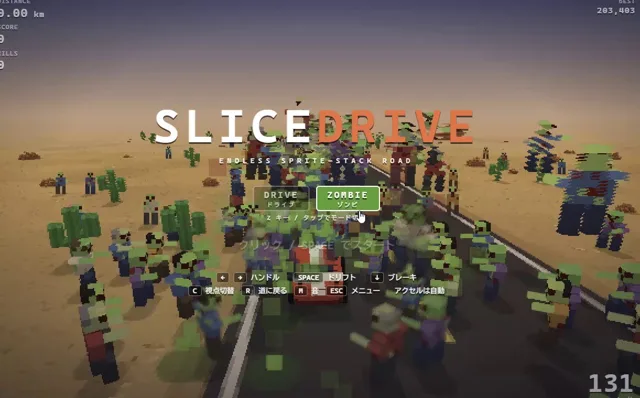 DISTANCE
0.00 km
SCORE
0
KILLS
0
BEST
203,403
SLICEDRIVE
ENDLESS SPRITE-STACK ROAD
DRIVE
ドライブ
ZOMBIE
ゾンビ
Z キー / タップでモード
クリック / SPACE でスタート
← → ハンドル SPACE ドリフト ↓ ブレーキ
C 視点切替 R 道に戻る M 音 ESC メニュー アクセルは自動
131